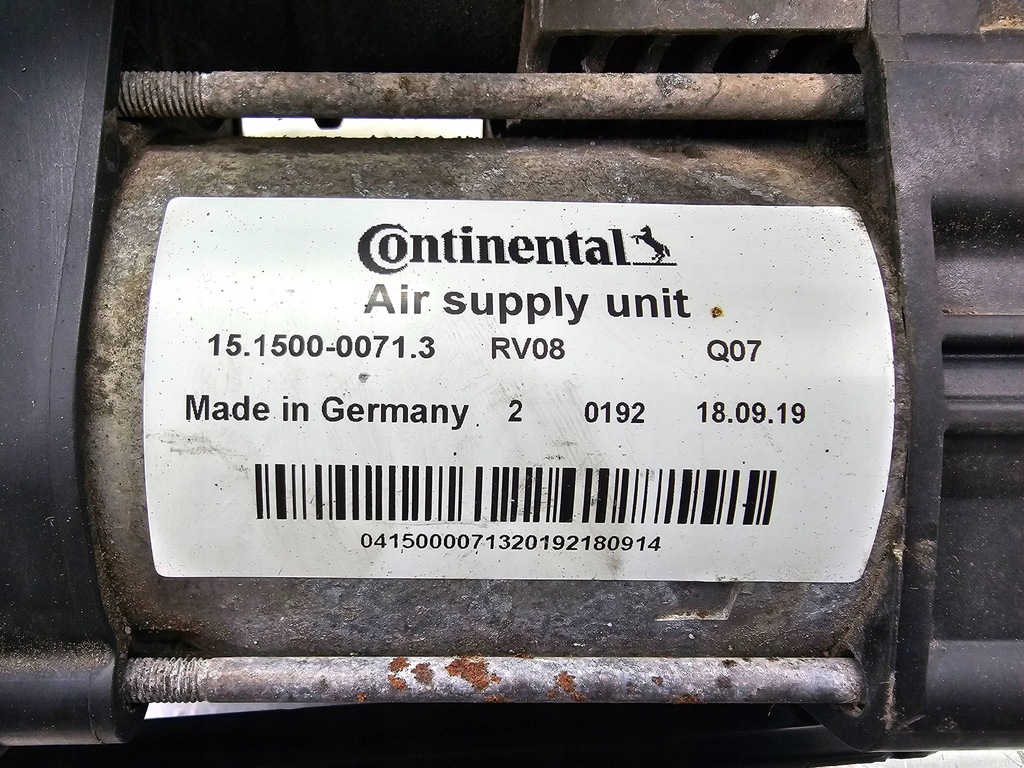 Continental
Air supply unit
15.1500-0071.3 RV08 Q07
Made in Germany 2 0192 18.09.19
0415000071320192180914